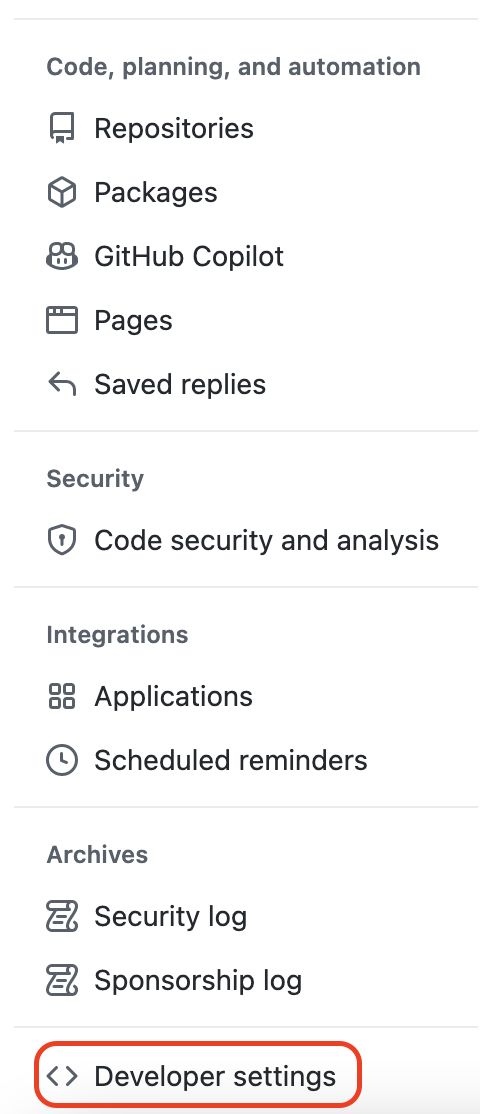 Code, planning, and automation
Repositories
Packages
GitHub Copilot
Pages
Saved replies
Security
Code security and analysis
Integrations
Applications
Scheduled reminders
Archives
Security log
Sponsorship log
Developer settings